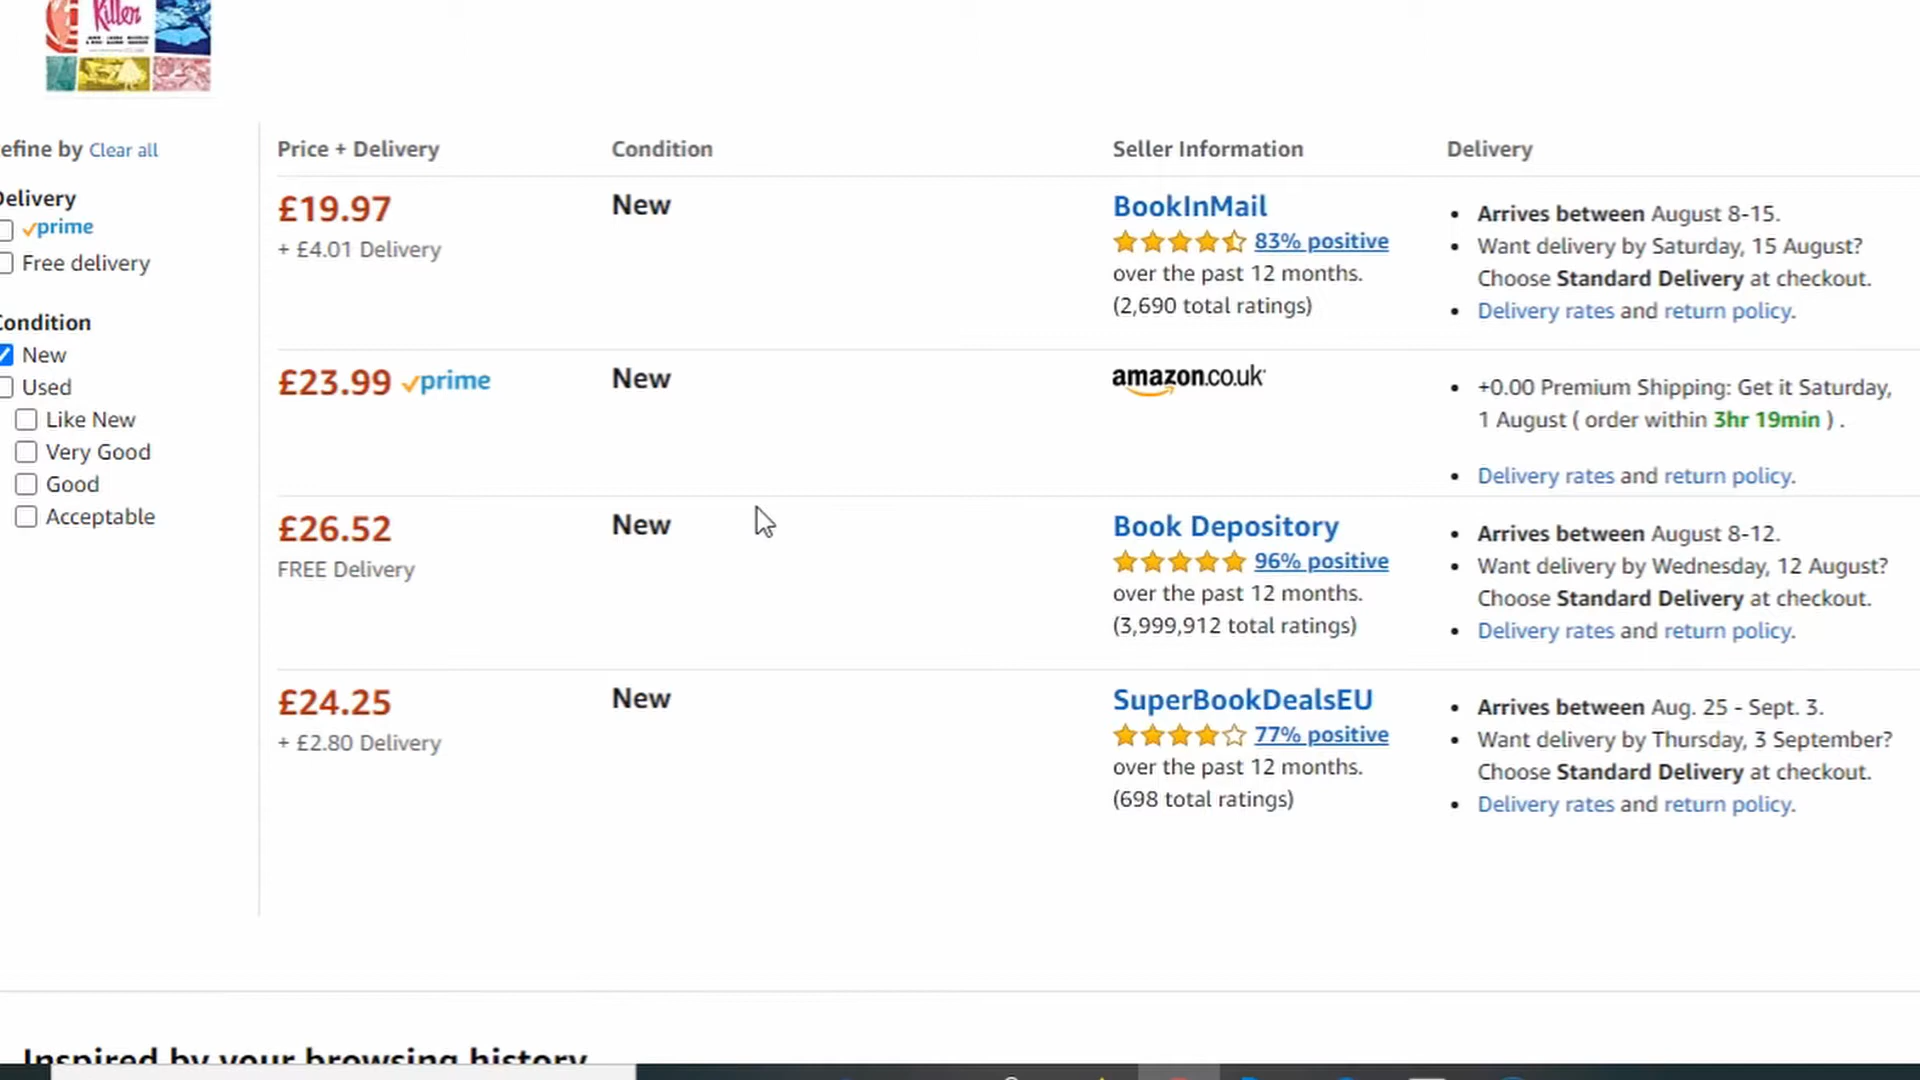 Killer
efine by Clear all
Delivery
prime
Free delivery
Condition
New
Used
Like New
Very Good
Good
Acceptable
Price + Delivery
Condition
Seller Information
Delivery
£19.97
+ £4.01 Delivery
New
BookInMail
83% positive
over the past 12 months.
(2,690 total ratings)
Arrives between August 8-15.
Want delivery by Saturday, 15 August?
Choose Standard Delivery at checkout.
Delivery rates and return policy.
£23.99 prime
New
amazon.co.uk
+0.00 Premium Shipping: Get it Saturday,
1 August ( order within 3hr 19min ) .
Delivery rates and return policy.
£26.52
FREE Delivery
New
Book Depository
96% positive
over the past 12 months.
(3,999,912 total ratings)
Arrives between August 8-12.
Want delivery by Wednesday, 12 August?
Choose Standard Delivery at checkout.
Delivery rates and return policy.
£24.25
+ £2.80 Delivery
New
SuperBookDealsEU
77% positive
over the past 12 months.
(698 total ratings)
Arrives between Aug. 25 - Sept. 3.
Want delivery by Thursday, 3 September?
Choose Standard Delivery at checkout.
Delivery rates and return policy.
Inspired by your browsing history